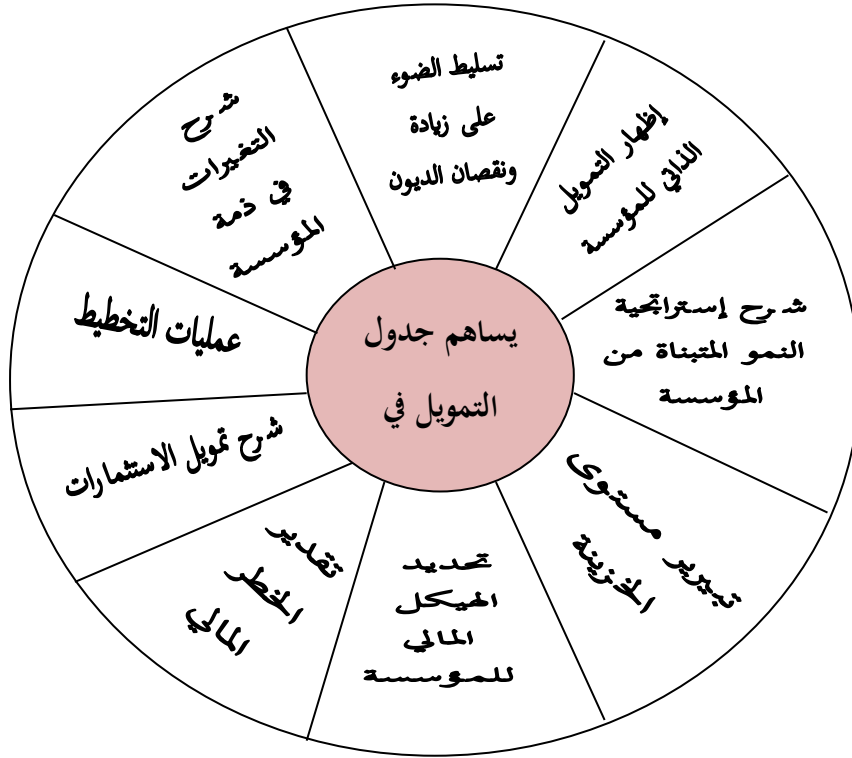 يساهم جدول
التمويل في
تسليط الضوء
على زيادة
ونقصان الديون
إظهار التمويل
الذاتي للمؤسسة
شرح إستراتجية
النمو المتبناة من
المؤسسة
تبيرير مستوى
الخزينة
تحديد
الهيكل
المالي
للمؤسسة
تقدير
الخطر
المالي
شرح تمويل الاستثمارات
عمليات التخطيط
شرح
التغيرات
في ذمة
المؤسسة